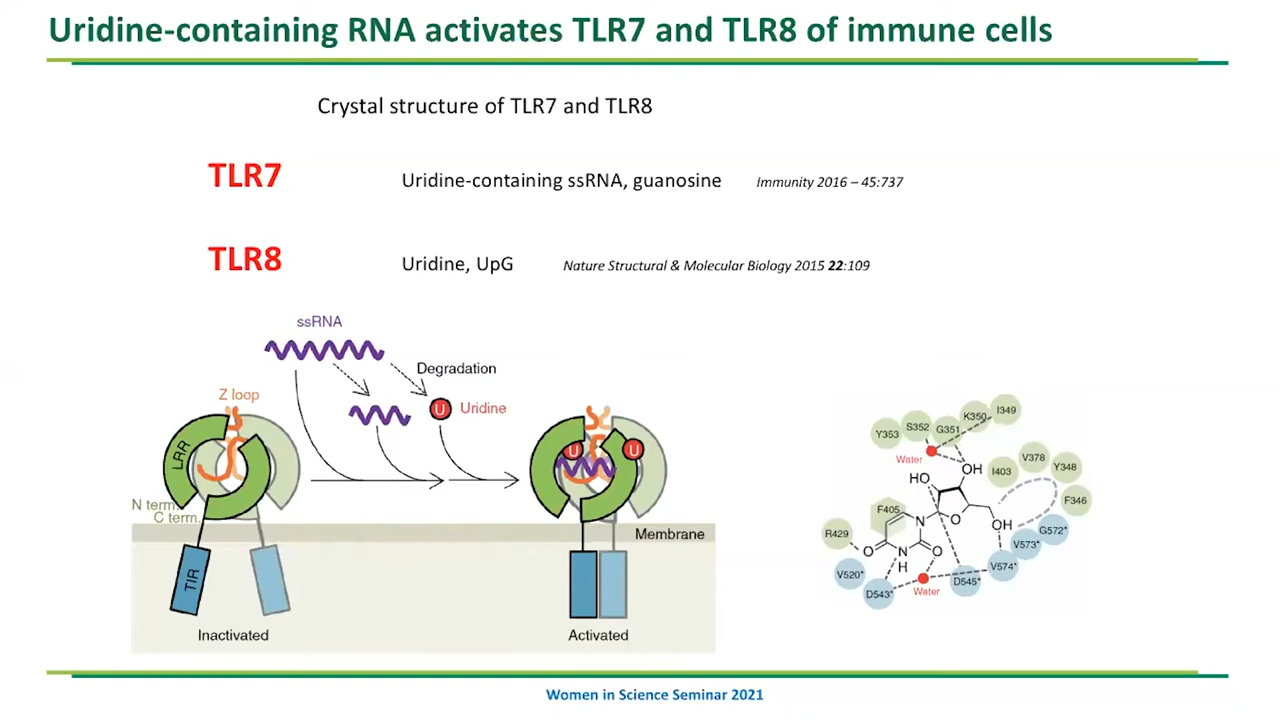 Uridine-containing RNA activates TLR7 and TLR8 of immune cells
Crystal structure of TLR7 and TLR8
TLR7 Uridine-containing ssRNA, guanosine Immunity 2016 – 45:737
TLR8 Uridine, UpG Nature Structural & Molecular Biology 2015 22:109
ssRNA
Degradation
Z loop
U Uridine
LRR
U U
N term.
C term.
Membrane
TIR
Inactivated
Activated
I349
K350
S352 G351
Y353
Water
OH
V378
Y348
I403
HO
F346
F405
O
N
OH
G572*
R429
V573*
O
N
O
H
V574*
V520*
D545*
D543*
Water
Women in Science Seminar 2021